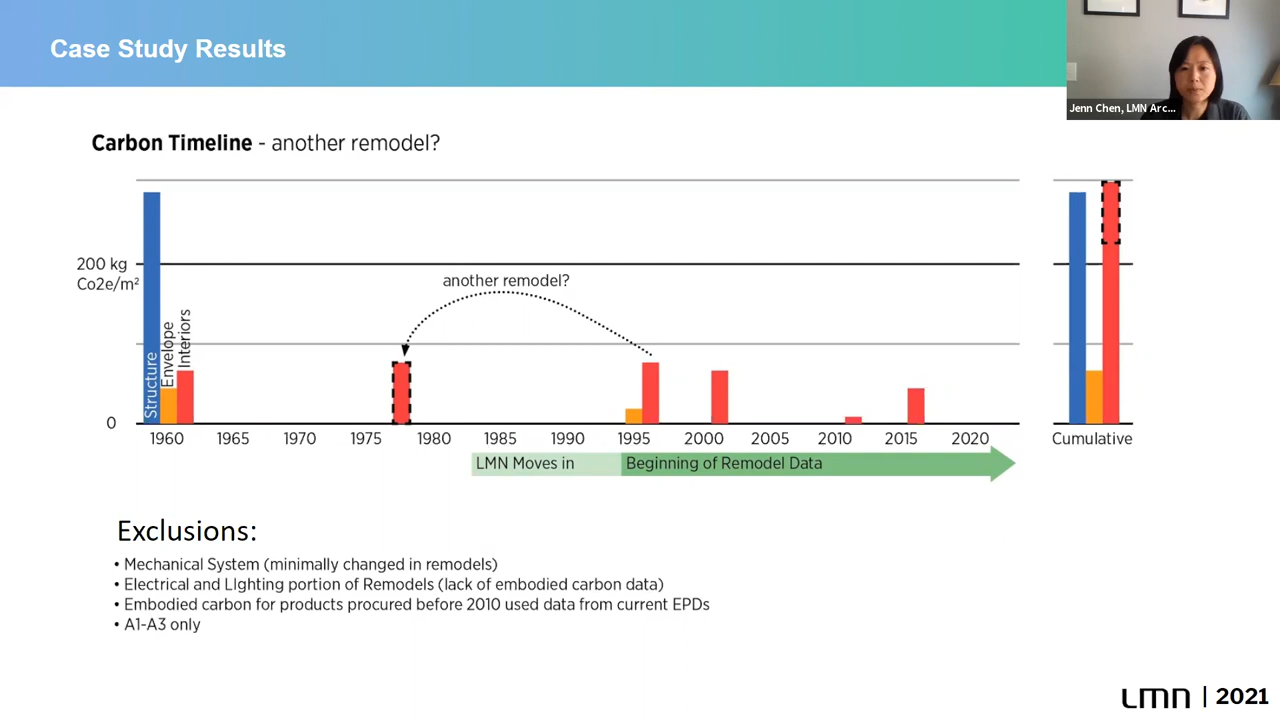 Case Study Results
Jenn Chen, LMN Arc...
Carbon Timeline - another remodel?
200 kg
Co2e/m²
another remodel?
Structure
Envelope
Interiors
0
1960 1965 1970 1975 1980 1985 1990 1995 2000 2005 2010 2015 2020 Cumulative
LMN Moves in Beginning of Remodel Data
Exclusions:
• Mechanical System (minimally changed in remodels)
• Electrical and LIghting portion of Remodels (lack of embodied carbon data)
• Embodied carbon for products procured before 2010 used data from current EPDs
• A1-A3 only
LMN | 2021